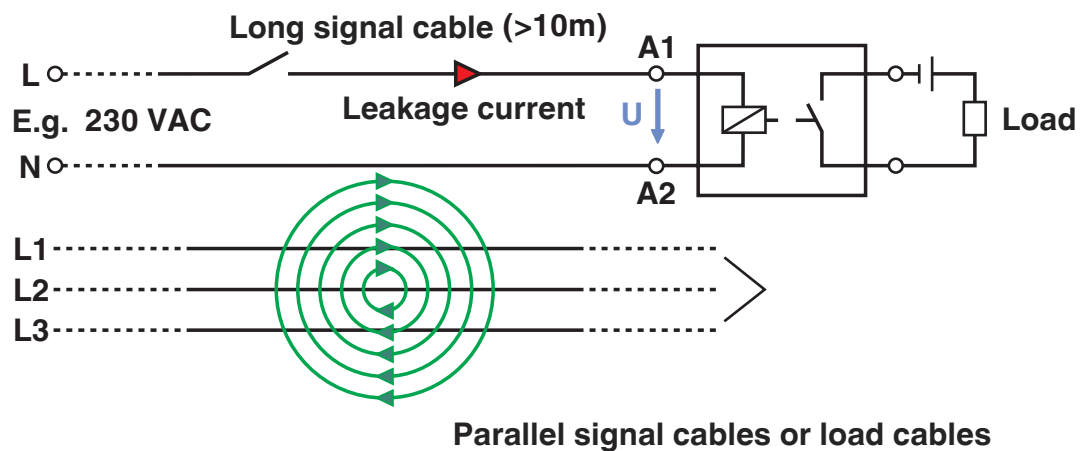 Long signal cable (>10m)
A1
L
Leakage current
E.g. 230 VAC
U
Load
N
A2
L1
L2
L3
Parallel signal cables or load cables